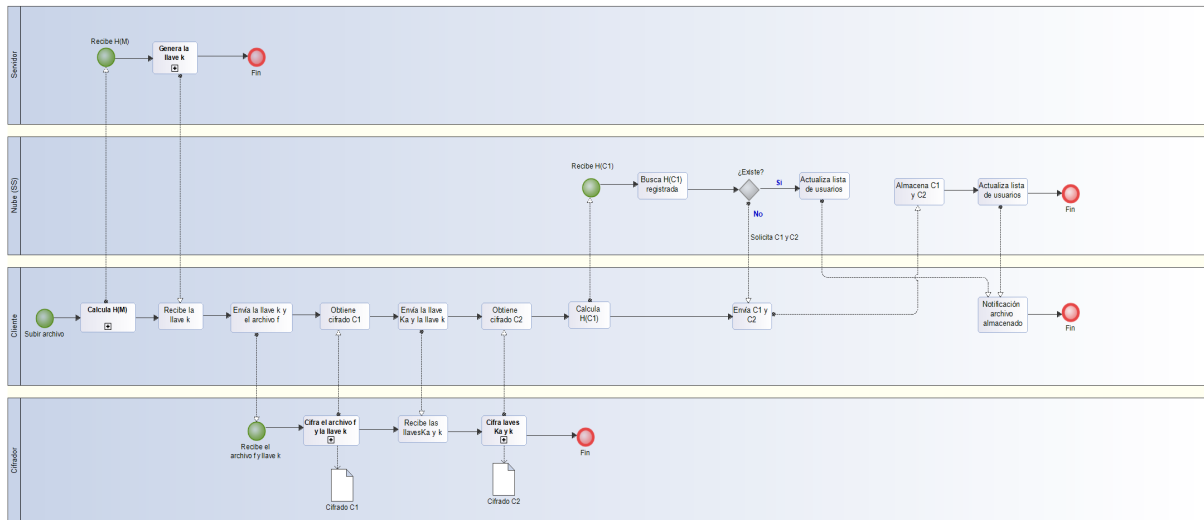 Servidor
Recibe H(M)
Genera la
llave k
Fin
Nube (SS)
Recibe H(C1)
Busca H(C1)
registrada
¿Existe?
Si
No
Solicita C1 y C2
Actualiza lista
de usuarios
Almacena C1
y C2
Actualiza lista
de usuarios
Fin
Cliente
Subir archivo
Calcula H(M)
Recibe la
llave k
Envía la llave k y
el archivo f
Obtiene
cifrado C1
Envía la llave
Ka y la llave k
Obtiene
cifrado C2
Calcula
H(C1)
Envía C1 y
C2
Notificación
archivo
almacenado
Fin
Cifrador
Recibe el
archivo f y llave k
Cifra el archivo f
y la llave k
Cifrado C1
Recibe las
llavesKa y k
Cifra laves
Ka y k
Cifrado C2
Fin